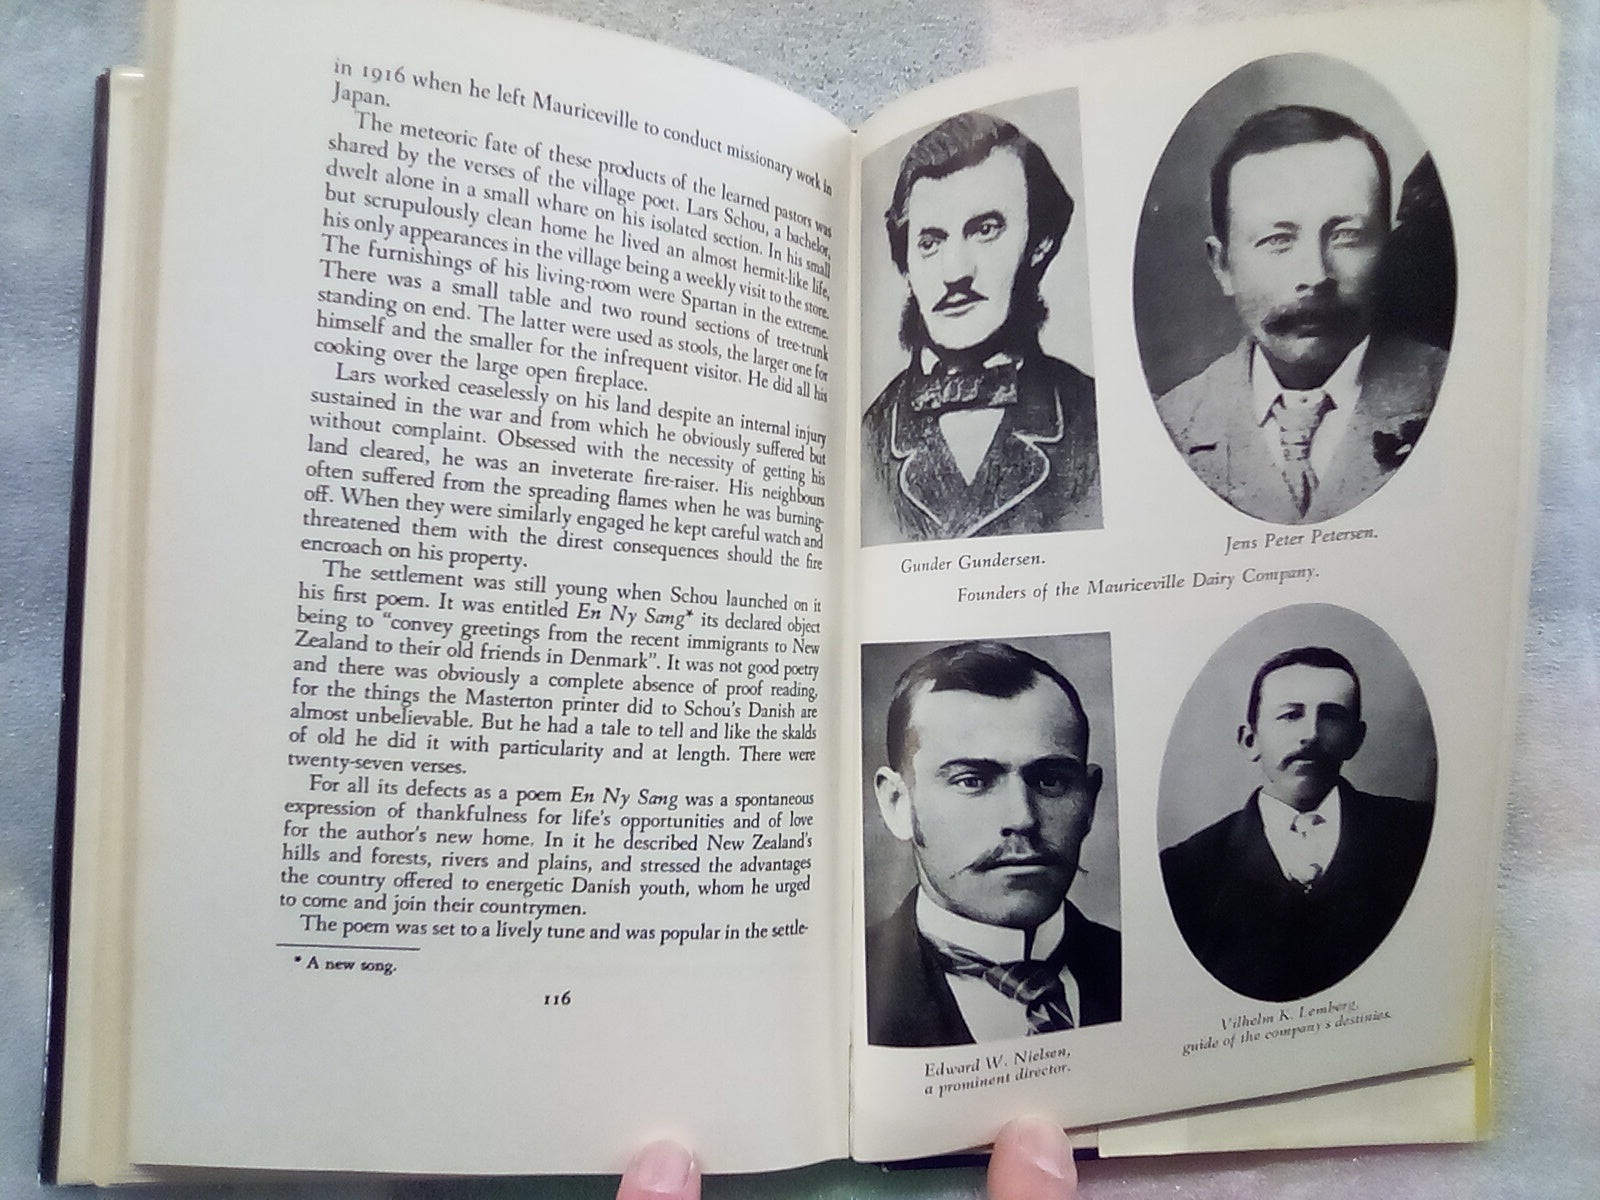 in 1916 when he left Mauriceville to conduct missionary work in
Japan.
The meteoric fate of these products of the learned pastors was
shared by the verses of the village poet. Lars Schou, a bachelor,
dwelt alone in a small whare on his isolated section. In his small
but scrupulously clean home he lived an almost hermit-like life,
his only appearances in the village being a weekly visit to the store.
The furnishings of his living-room were Spartan in the extreme.
There was a small table and two round sections of tree-trunk
standing on end. The latter were used as stools, the larger one for
himself and the smaller for the infrequent visitor. He did all his
cooking over the large open fireplace.
Lars worked ceaselessly on his land despite an internal injury
sustained in the war and from which he obviously suffered but
without complaint. Obsessed with the necessity of getting his
land cleared, he was an inveterate fire-raiser. His neighbours
often suffered from the spreading flames when he was burning-
off. When they were similarly engaged he kept careful watch and
threatened them with the direst consequences should the fire
encroach on his property.
The settlement was still young when Schou launched on it
his first poem. It was entitled En Ny Sang* its declared object
being to “convey greetings from the recent immigrants to New
Zealand to their old friends in Denmark”. It was not good poetry
and there was obviously a complete absence of proof reading,
for the things the Masterton printer did to Schou's Danish are
almost unbelievable. But he had a tale to tell and like the skalds
of old he did it with particularity and at length. There were
twenty-seven verses.
For all its defects as a poem En Ny Sang was a spontaneous
expression of thankfulness for life's opportunities and of love
for the author's new home. In it he described New Zealand's
hills and forests, rivers and plains, and stressed the advantages
the country offered to energetic Danish youth, whom he urged
to come and join their countrymen.
The poem was set to a lively tune and was popular in the settle-
* A new song.
116
Gunder Gundersen.
Jens Peter Petersen.
Founders of the Mauriceville Dairy Company.
Edward W. Nielsen,
a prominent director.
Vilhelm K. Lemberg,
guide of the company's destinies.